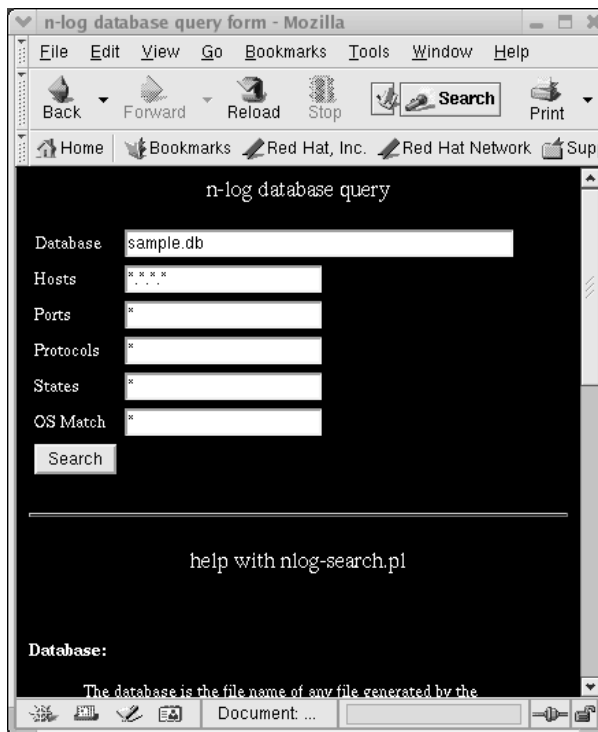 n-log database query form - Mozilla
File Edit View Go Bookmarks Tools Window Help
Back Forward Reload Stop Search Print
Home Bookmarks Red Hat, Inc. Red Hat Network Sup
n-log database query
Database sample.db
Hosts *.*.*.*
Ports *
Protocols *
States *
OS Match *
Search
help with nlog-search.pl
Database:
The database is the file name of any file generated by the
Document: ...